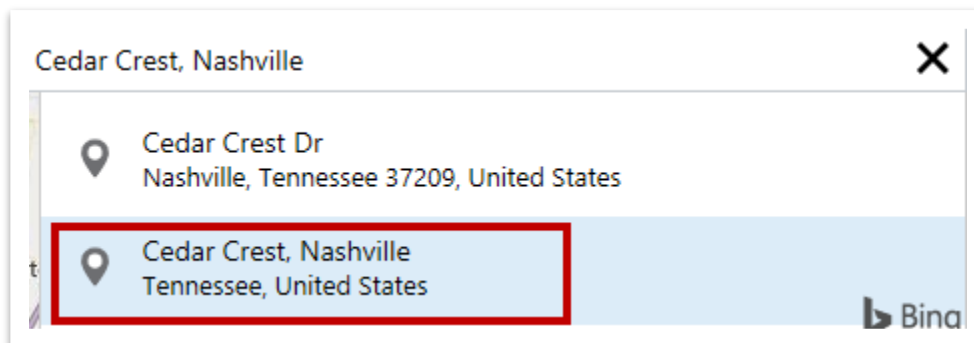 Cedar Crest, Nashville
Cedar Crest Dr
Nashville, Tennessee 37209, United States
Cedar Crest, Nashville
Tennessee, United States
Bing